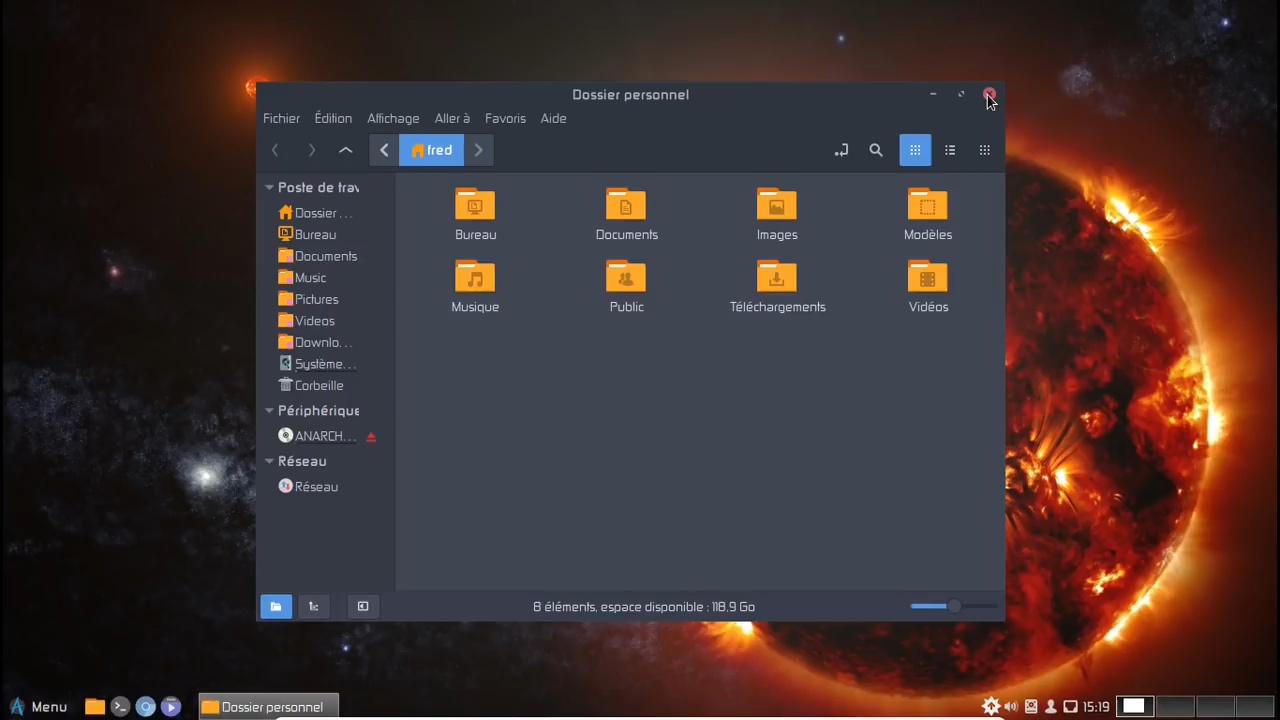 Dossier personnel
Fichier Édition Affichage Aller à Favoris Aide
fred
Poste de trav
Dossier ...
Bureau
Documents
Music
Pictures
Videos
Downlo...
Système...
Corbeille
Périphérique
ANARCH...
Réseau
Réseau
Bureau Documents Images Modèles
Musique Public Téléchargements Vidéos
8 éléments, espace disponible : 118,9 Go
Menu Dossier personnel 15:19